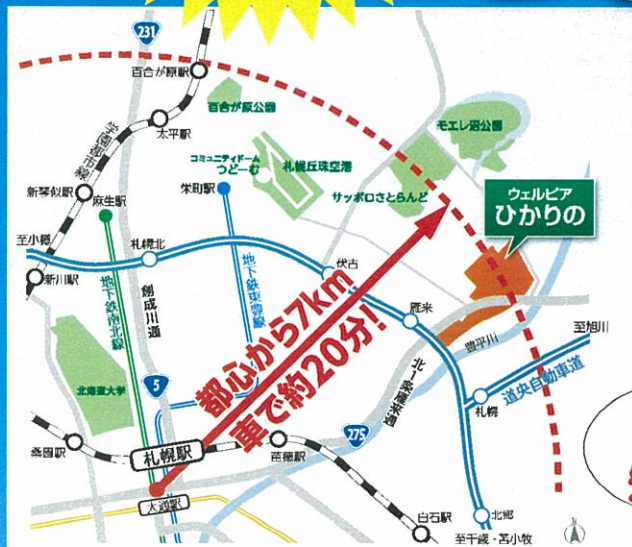 231
百合が原駅
百合が原公園
モエレ沼公園
太平駅
学園都市線
コミュニティドーム
つどーむ
札幌丘珠空港
新琴似駅
麻生駅
栄町駅
サッポロさとらんど
ウェルピア
ひかりの
至小樽
札幌北
伏古
新川駅
地下鉄南北線
創成川通
地下鉄東豊線
雁来
至旭川
豊平川
都心から7km
車で約20分!
北海道大学
5
北一条雁来通
道央自動車道
札幌
275
桑園駅
札幌駅
苗穂駅
大通駅
白石駅
北郷
至千歳・苫小牧
N